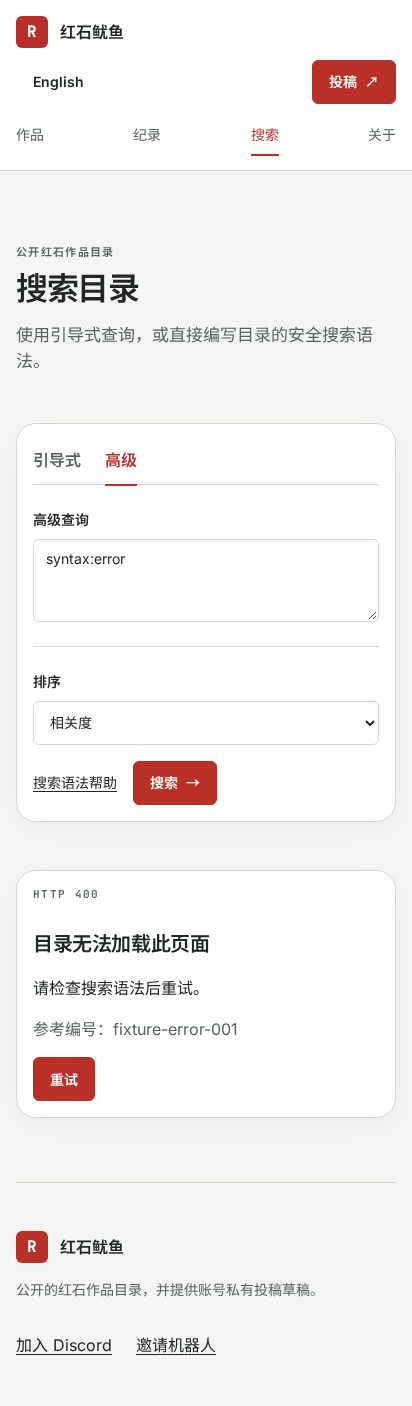 R 红石鱿鱼
English 投稿 ↗
作品 纪录 搜索 关于
公开红石作品目录
搜索目录
使用引导式查询，或直接编写目录的安全搜索语
法。
引导式 高级
高级查询
syntax:error
排序
相关度
搜索语法帮助 搜索 →
HTTP 400
目录无法加载此页面
请检查搜索语法后重试。
参考编号：fixture-error-001
重试
R 红石鱿鱼
公开的红石作品目录，并提供账号私有投稿草稿。
加入 Discord 邀请机器人